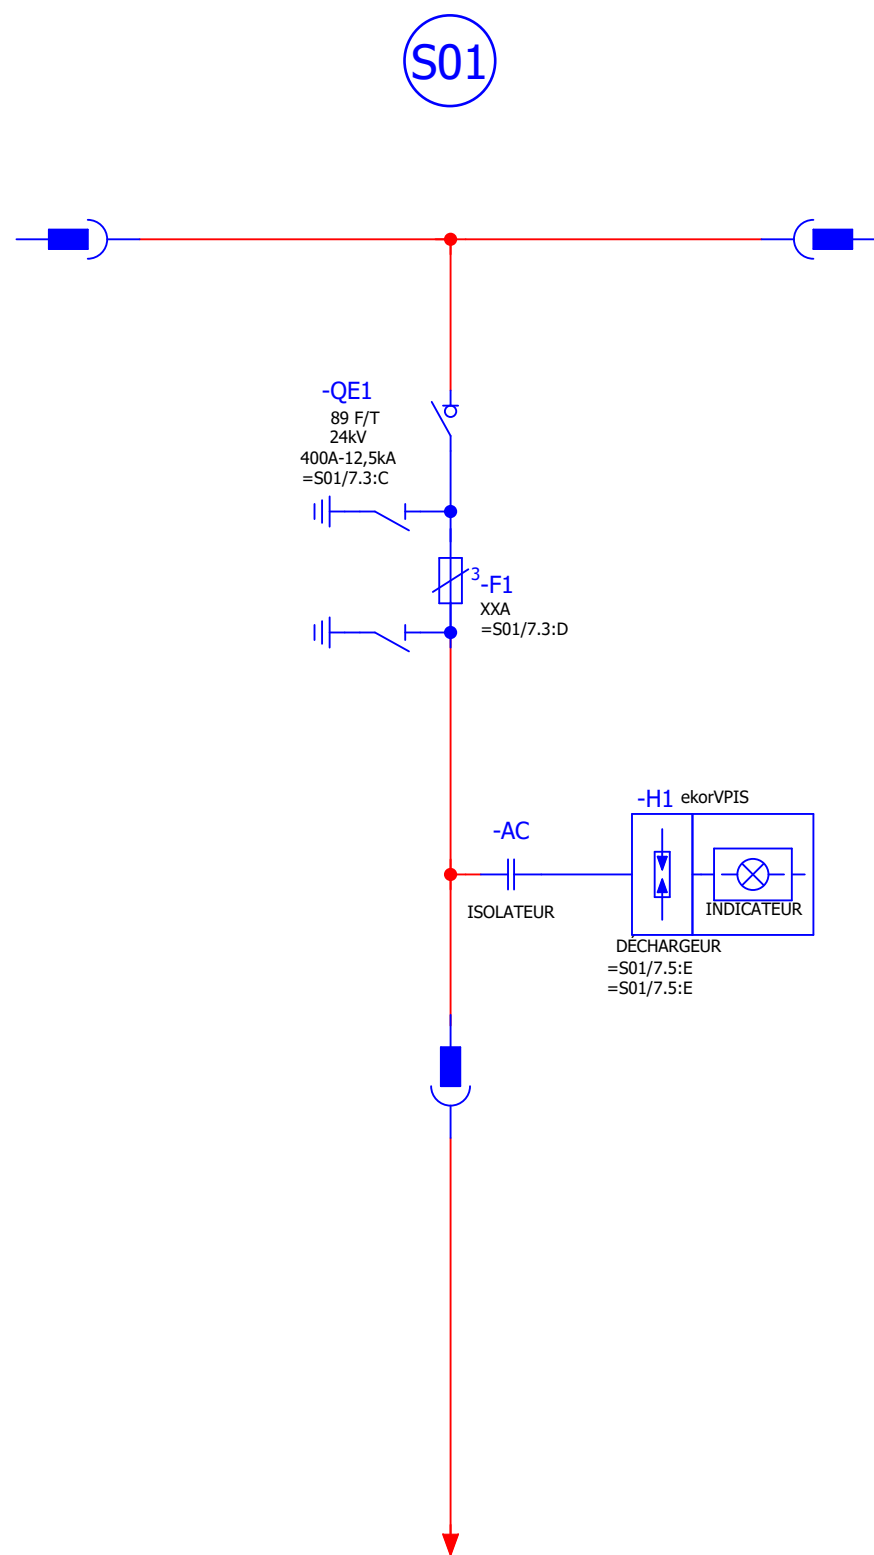 S01
-QE1
89 F/T
24kV
400A-12,5kA
=S01/7.3:C
3
-F1
XXA
=S01/7.3:D
-H1 ekorVPIS
-AC
ISOLATEUR
INDICATEUR
DÉCHARGEUR
=S01/7.5:E
=S01/7.5:E